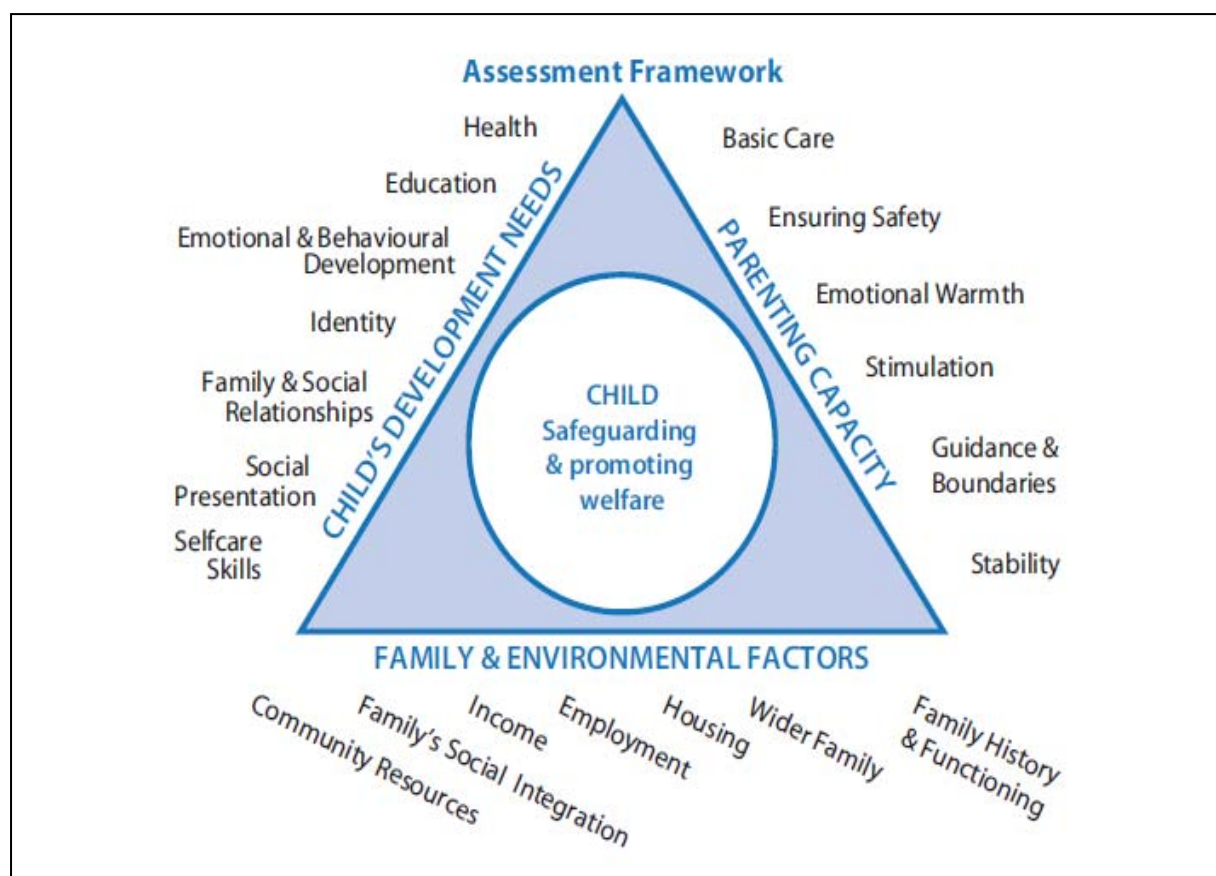 Assessment Framework
Health
Education
Emotional & Behavioural
Development
Identity
Family & Social
Relationships
Social
Presentation
Selfcare
Skills
CHILD'S DEVELOPMENT NEEDS
CHILD
Safeguarding
& promoting
welfare
PARENTING CAPACITY
Basic Care
Ensuring Safety
Emotional Warmth
Stimulation
Guidance &
Boundaries
Stability
FAMILY & ENVIRONMENTAL FACTORS
Community Resources
Family's Social Integration
Income
Employment
Housing
Wider Family
Family History
& Functioning